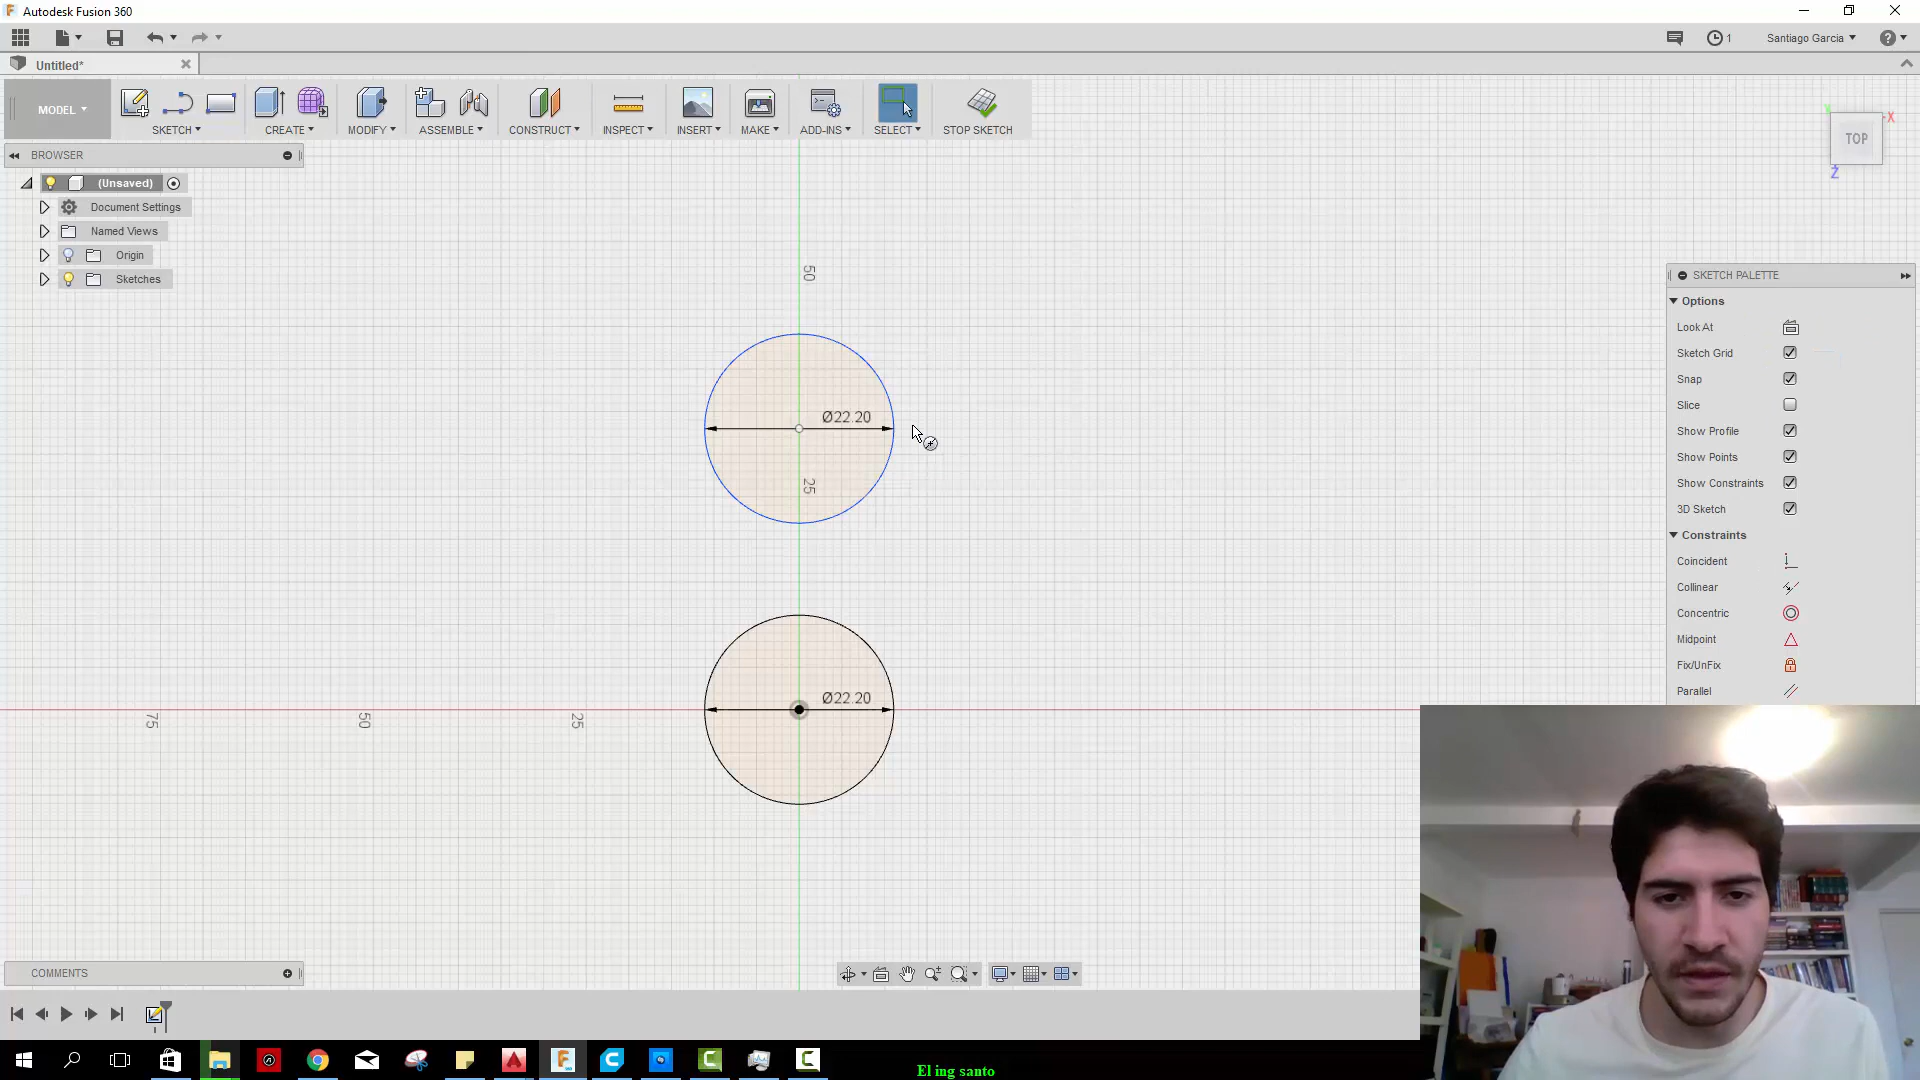 Autodesk Fusion 360
1
Santiago Garcia
Untitled*
MODEL
SKETCH
CREATE
MODIFY
ASSEMBLE
CONSTRUCT
INSPECT
INSERT
MAKE
ADD-INS
SELECT
STOP SKETCH
X
Y
TOP
Z
BROWSER
(Unsaved)
Document Settings
Named Views
Origin
Sketches
50
Ø22.20
25
Ø22.20
75
50
25
SKETCH PALETTE
Options
Look At
Sketch Grid
Snap
Slice
Show Profile
Show Points
Show Constraints
3D Sketch
Constraints
Coincident
Collinear
Concentric
Midpoint
Fix/UnFix
Parallel
COMMENTS
El ing santo